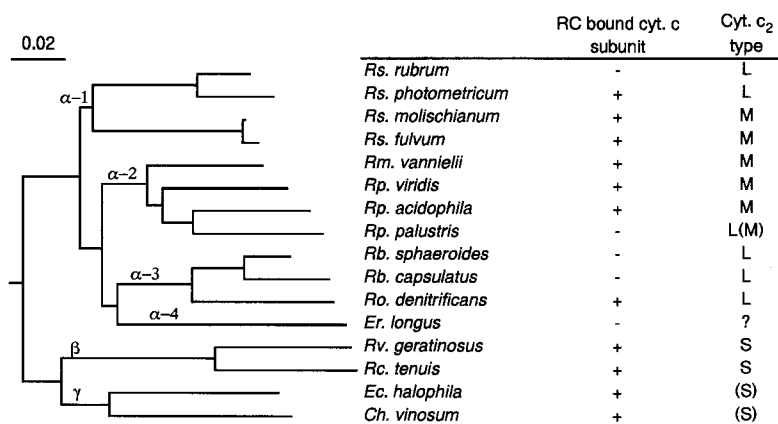 RC bound cyt. c subunit
Cyt. c2 type
0.02
Rs. rubrum - L
Rs. photometricum + L
α-1
Rs. molischianum + M
Rs. fulvum + M
Rm. vannielii + M
α-2
Rp. viridis + M
Rp. acidophila + M
Rp. palustris - L(M)
Rb. sphaeroides - L
Rb. capsulatus - L
α-3
Ro. denitrificans + L
α-4
Er. longus - ?
Rv. geratinosus + S
β
Rc. tenuis + S
Ec. halophila + (S)
γ
Ch. vinosum + (S)